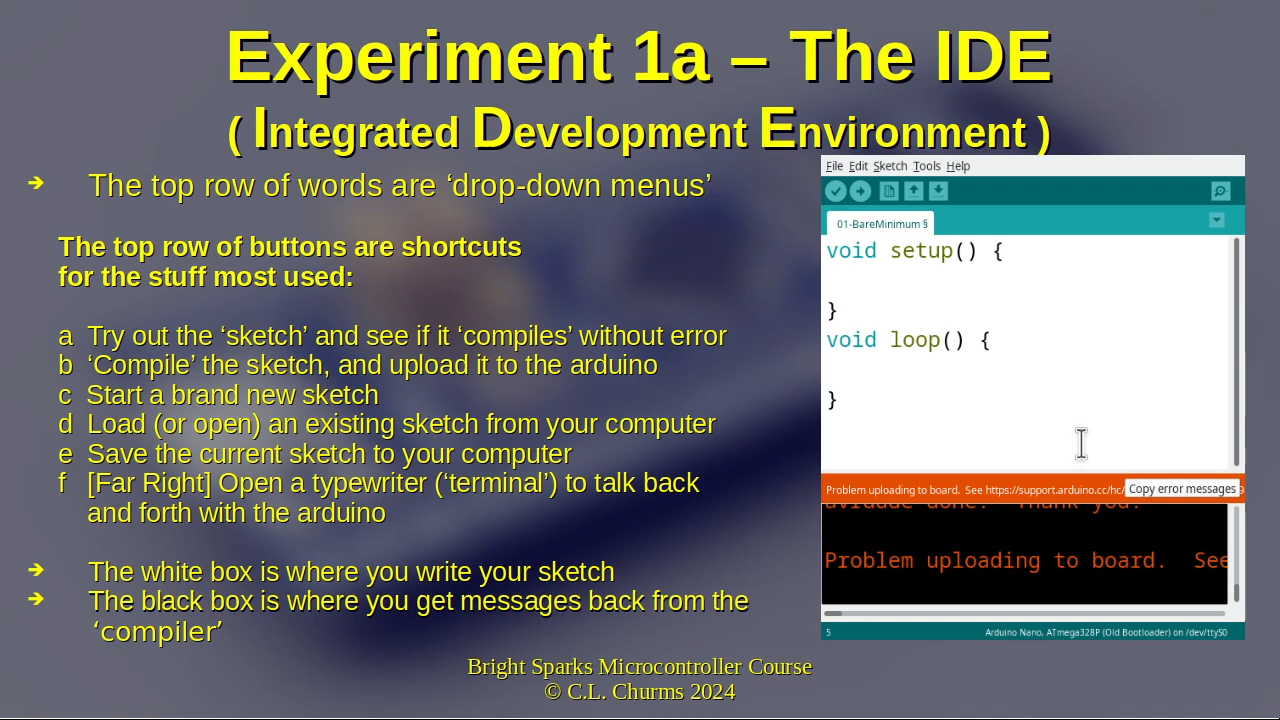 Experiment 1a – The IDE
( Integrated Development Environment )
The top row of words are ‘drop-down menus’
The top row of buttons are shortcuts
for the stuff most used:
a Try out the ‘sketch’ and see if it ‘compiles’ without error
b ‘Compile’ the sketch, and upload it to the arduino
c Start a brand new sketch
d Load (or open) an existing sketch from your computer
e Save the current sketch to your computer
f [Far Right] Open a typewriter (‘terminal’) to talk back
and forth with the arduino
The white box is where you write your sketch
The black box is where you get messages back from the
‘compiler’
File Edit Sketch Tools Help
01-BareMinimum §
void setup() {
}
void loop() {
}
Problem uploading to board. See https://support.arduino.cc/hc/
Copy error messages
avrdude done. Thank you.
Problem uploading to board. See
5
Arduino Nano, ATmega328P (Old Bootloader) on /dev/ttyS0
Bright Sparks Microcontroller Course
© C.L. Churms 2024